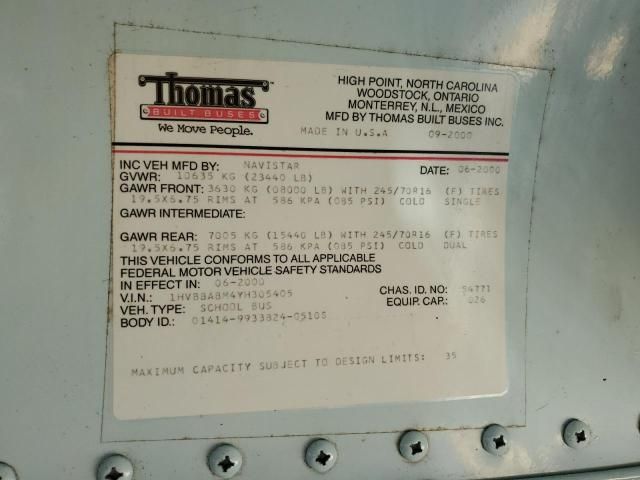 Thomas
BUILT BUSES
We Move People.
HIGH POINT, NORTH CAROLINA
WOODSTOCK, ONTARIO
MONTERREY, N.L., MEXICO
MFD BY THOMAS BUILT BUSES INC.
MADE IN U.S.A 09-2000
INC VEH MFD BY: NAVISTAR DATE: 06-2000
GVWR: 10635 KG (23440 LB)
GAWR FRONT: 3630 KG (08000 LB) WITH 245/70R16 (F) TIRES
19.5X6.75 RIMS AT 586 KPA (085 PSI) COLD SINGLE
GAWR INTERMEDIATE:
GAWR REAR: 7005 KG (15440 LB) WITH 245/70R16 (F) TIRES
19.5X6.75 RIMS AT 586 KPA (085 PSI) COLD DUAL
THIS VEHICLE CONFORMS TO ALL APPLICABLE
FEDERAL MOTOR VEHICLE SAFETY STANDARDS
IN EFFECT IN: 06-2000
V.I.N.: 1HVBBABM4YH305405 CHAS. ID. NO: 54771
VEH. TYPE: SCHOOL BUS EQUIP. CAP.: 026
BODY ID.: 01414-9933824-0510S
MAXIMUM CAPACITY SUBJECT TO DESIGN LIMITS: 35